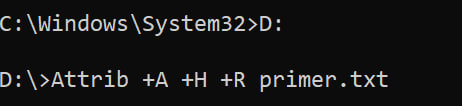 C:\Windows\System32>D:
D:\>Attrib +A +H +R primer.txt